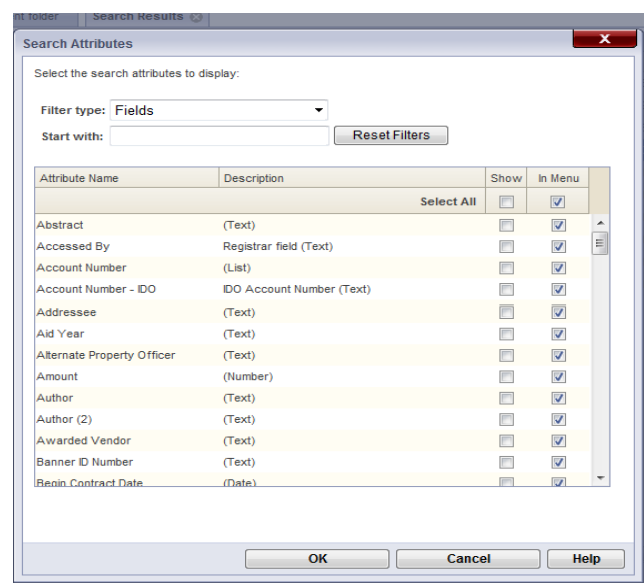 nt folder Search Results
Search Attributes
Select the search attributes to display:
Filter type: Fields
Start with: Reset Filters
Attribute Name Description Show In Menu
Select All
Abstract (Text)
Accessed By Registrar field (Text)
Account Number (List)
Account Number - IDO IDO Account Number (Text)
Addressee (Text)
Aid Year (Text)
Alternate Property Officer (Text)
Amount (Number)
Author (Text)
Author (2) (Text)
Awarded Vendor (Text)
Banner ID Number (Text)
Begin Contract Date (Date)
OK Cancel Help